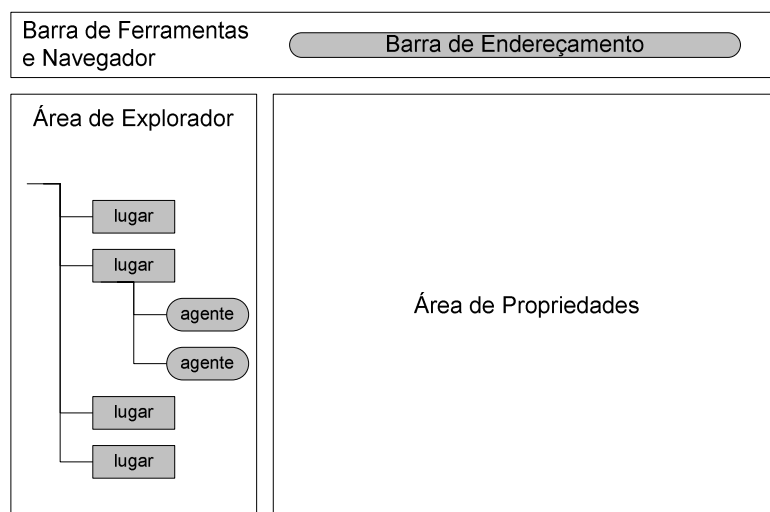 Barra de Ferramentas
e Navegador
Barra de Endereçamento
Área de Explorador
lugar
lugar
agente
agente
lugar
lugar
Área de Propriedades